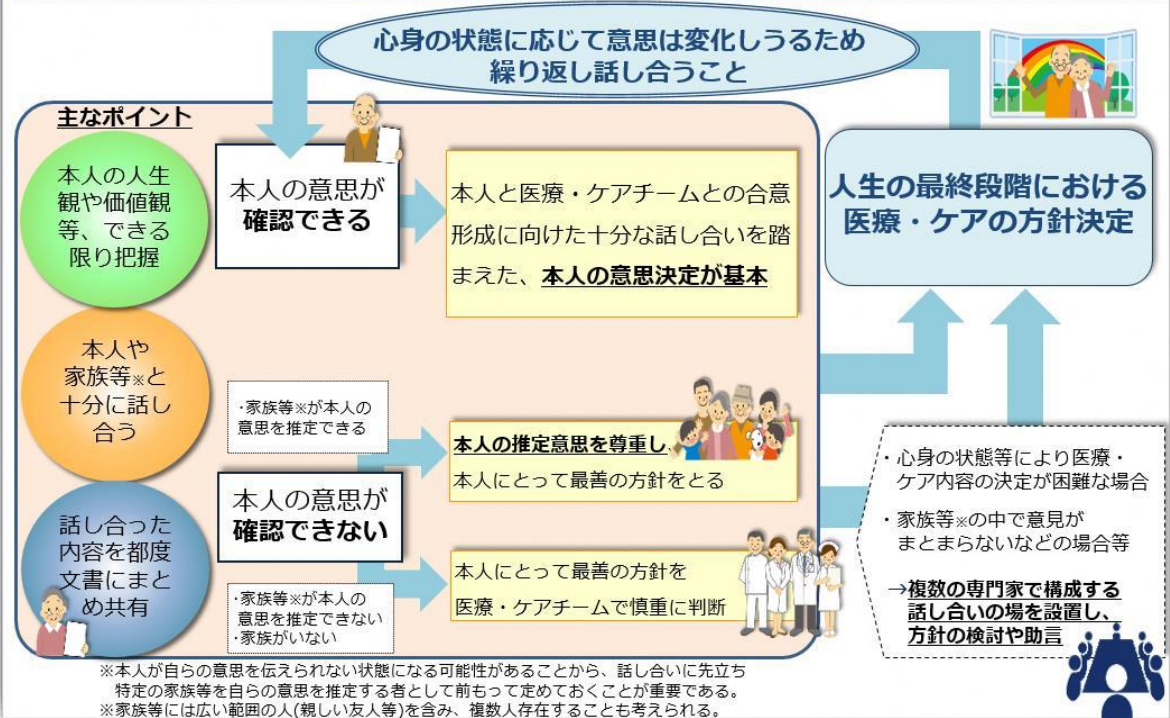 心身の状態に応じて意思は変化しうるため
繰り返し話し合うこと
主なポイント
本人の人生
観や価値観
等、できる
限り把握
本人や
家族等※と
十分に話し
合う
話し合った
内容を都度
文書にまと
め共有
本人の意思が
確認できる
本人と医療・ケアチームとの合意
形成に向けた十分な話し合いを踏
まえた、本人の意思決定が基本
人生の最終段階における
医療・ケアの方針決定
・家族等※が本人の
意思を推定できる
本人の意思が
確認できない
・家族等※が本人の
意思を推定できない
・家族がいない
本人の推定意思を尊重し、
本人にとって最善の方針をとる
本人にとって最善の方針を
医療・ケアチームで慎重に判断
・心身の状態等により医療・
ケア内容の決定が困難な場合
・家族等※の中で意見が
まとまらないなどの場合等
→複数の専門家で構成する
話し合いの場を設置し、
方針の検討や助言
※本人が自らの意思を伝えられない状態になる可能性があることから、話し合いに先立ち
特定の家族等を自らの意思を推定する者として前もって定めておくことが重要である。
※家族等には広い範囲の人(親しい友人等)を含み、複数人存在することも考えられる。